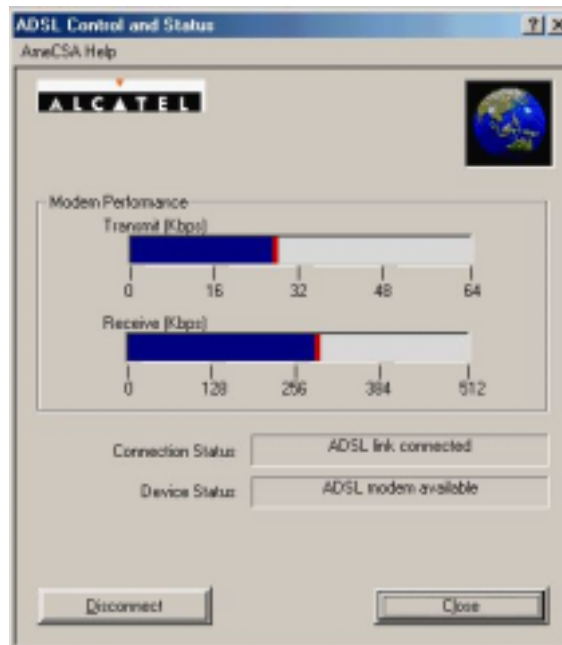 ADSL Control and Status
AmeCSA Help
ALCATEL
Modem Performance
Transmit (Kbps)
0 16 32 48 64
Receive (Kbps)
0 128 256 384 512
Connection Status ADSL link connected
Device Status ADSL modem available
Disconnect Close